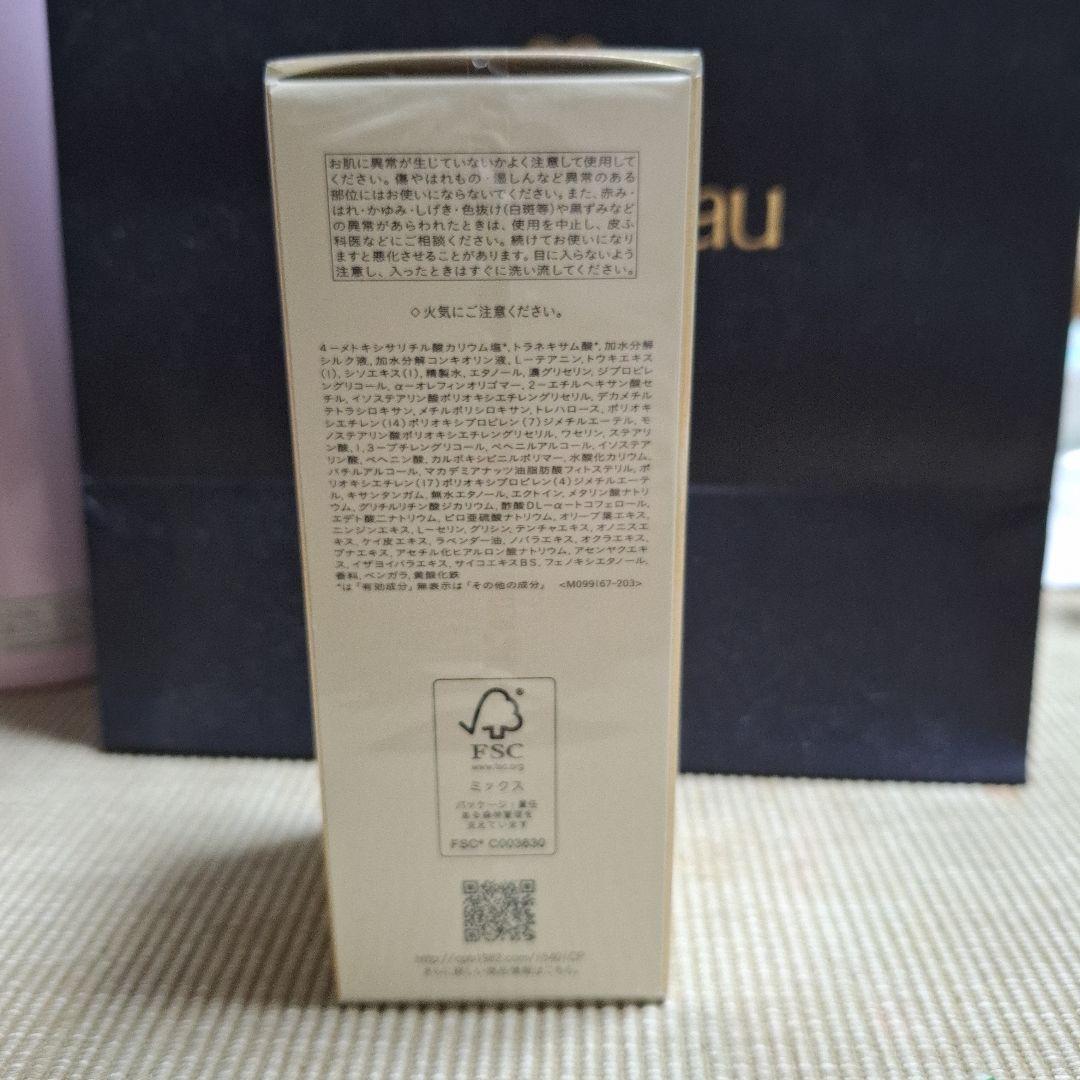 お肌に異常が生じていないかよく注意して使用して
ください。傷やはれもの・湿しんなど異常のある
部位にはお使いにならないでください。また、赤み・
はれ・かゆみ・しげき・色抜け(白斑等)や黒ずみなど
の異常があらわれたときは、使用を中止し、皮ふ
科医などにご相談ください。続けてお使いになり
ますと悪化させることがあります。目に入らないよう
注意し、入ったときはすぐに洗い流してください。
◇火気にご注意ください。
4－メトキシサリチル酸カリウム塩*,トラネキサム酸*,加水分解
シルク液,加水分解コンキオリン液,L－テアニン,トウキエキス
(1),シソエキス(1),精製水,エタノール,濃グリセリン,ジプロピレ
ングリコール,α－オレフィンオリゴマー,2－エチルヘキサン酸セ
チル,イソステアリン酸ポリオキシエチレングリセリル,デカメチル
テトラシロキサン,メチルポリシロキサン,トレハロース,ポリオキ
シエチレン(14)ポリオキシプロピレン(7)ジメチルエーテル,モ
ノステアリン酸ポリオキシエチレングリセリル,ワセリン,ステアリ
ン酸,1,3－ブチレングリコール,ベヘニルアルコール,イソステア
リン酸,ベヘニン酸,カルボキシビニルポリマー,水酸化カリウム,
バチルアルコール,マカデミアナッツ油脂肪酸フィトステリル,ポ
リオキシエチレン(17)ポリオキシプロピレン(4)ジメチルエーテ
ル,キサンタンガム,無水エタノール,エクトイン,メタリン酸ナトリ
ウム,グリチルリチン酸ジカリウム,酢酸DL－α－トコフェロール,
エデト酸二ナトリウム,ピロ亜硫酸ナトリウム,オリーブ葉エキス,
ニンジンエキス,L－セリン,グリシン,テンチャエキス,オノニスエ
キス,ケイ皮エキス,ラベンダー油,ノバラエキス,オクラエキス,
ブナエキス,アセチル化ヒアルロン酸ナトリウム,アセンヤクエキ
ス,イザヨイバラエキス,サイコエキスBS,フェノキシエタノール,
香料,ベンガラ,黄酸化鉄
*は「有効成分」無表示は「その他の成分」 <M099167-203>
au
FSC
www.fsc.org
ミックス
パッケージ｜責任
ある森林管理を
支えています
FSC® C003630